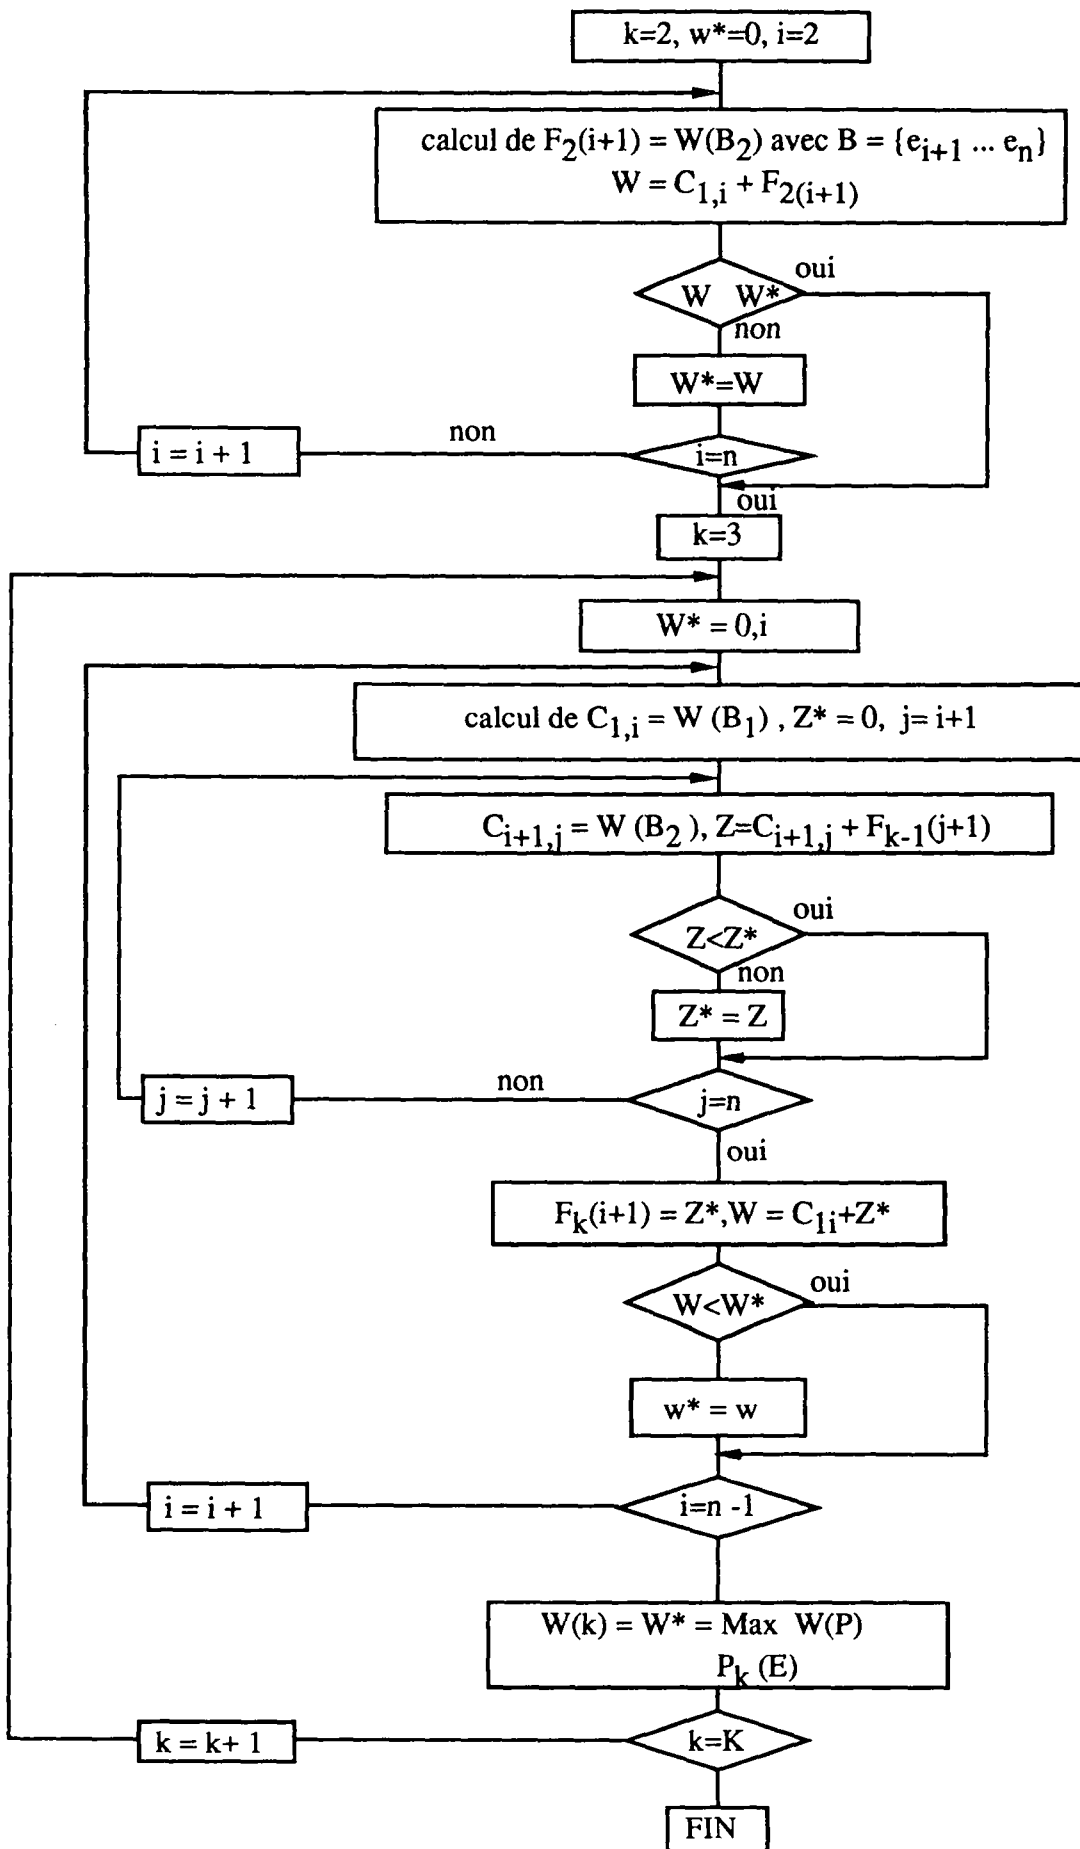 k=2, w*=0, i=2
calcul de F2(i+1) = W(B2) avec B = {ei+1 ... en}
W = C1,i + F2(i+1)
oui
W W*
non
W*=W
non
i = i + 1
i=n
oui
k=3
W* = 0,i
calcul de C1,i = W (B1) , Z* = 0, j= i+1
Ci+1,j = W (B2 ), Z=Ci+1,j + Fk-1(j+1)
oui
Z<Z*
non
Z* = Z
non
j = j + 1
j=n
oui
Fk(i+1) = Z*,W = C1i+Z*
oui
W<W*
w* = w
i = i + 1
i=n -1
W(k) = W* = Max W(P)
Pk (E)
k = k+ 1
k=K
FIN